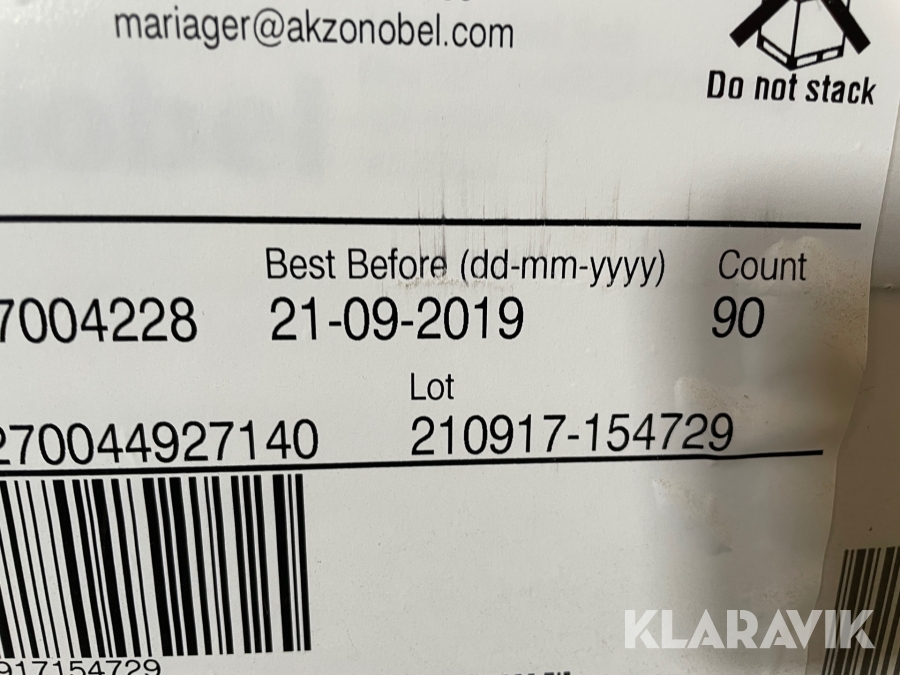 mariager@akzonobel.com
Do not stack
Best Before (dd-mm-yyyy) Count
7004228 21-09-2019 90
Lot
270044927140 210917-154729
917154729
KLARAVIK